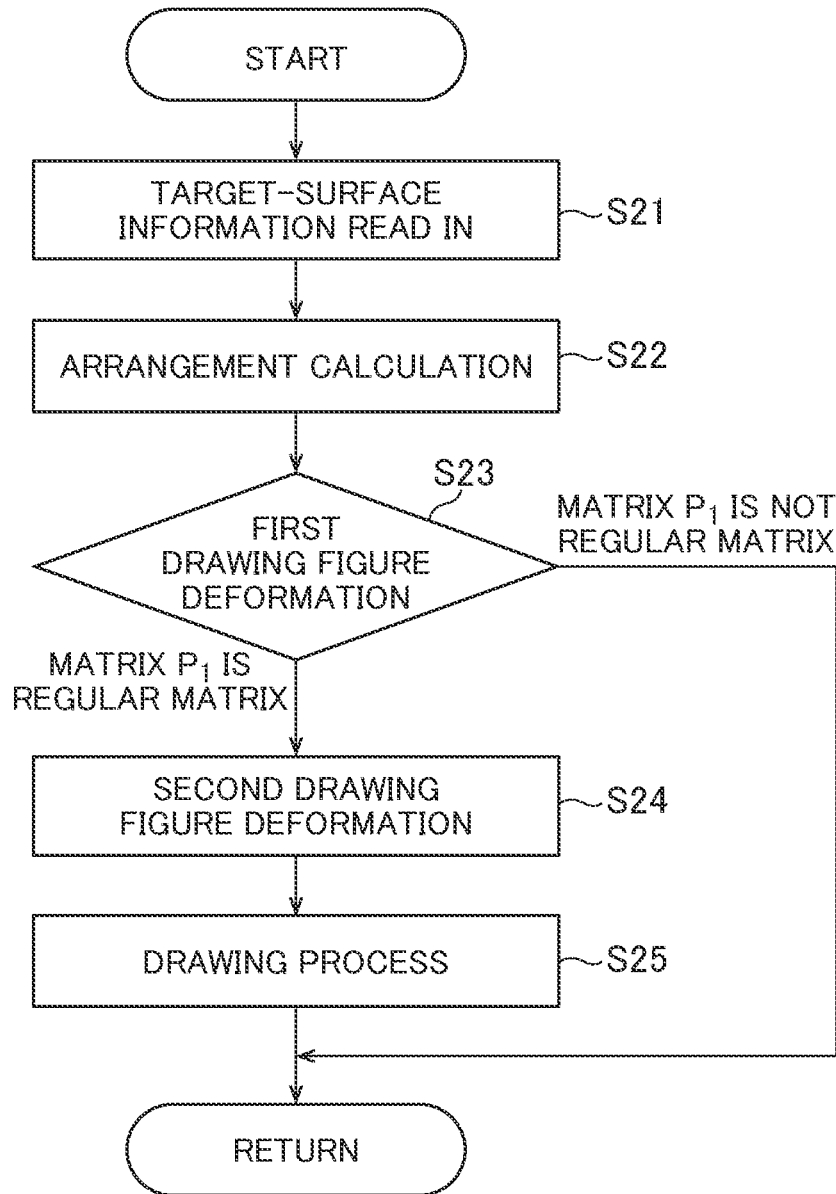 START
TARGET-SURFACE
INFORMATION READ IN
S21
ARRANGEMENT CALCULATION
S22
S23
FIRST
DRAWING FIGURE
DEFORMATION
MATRIX P₁ IS NOT
REGULAR MATRIX
MATRIX P₁ IS
REGULAR MATRIX
SECOND DRAWING
FIGURE DEFORMATION
S24
DRAWING PROCESS
S25
RETURN